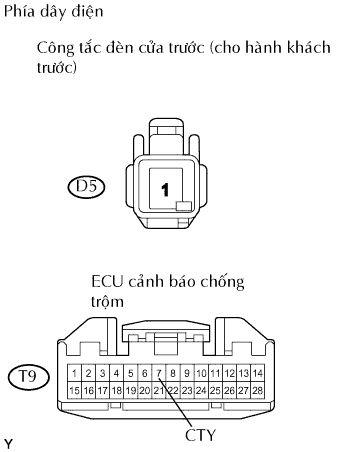 Phía dây điện
Công tắc đèn cửa trước (cho hành khách
trước)
D5
1
ECU cảnh báo chống
trộm
T9
1 2 3 4 5 6 7 8 9 10 11 12 13 14
15 16 17 18 19 20 21 22 23 24 25 26 27 28
CTY
Y